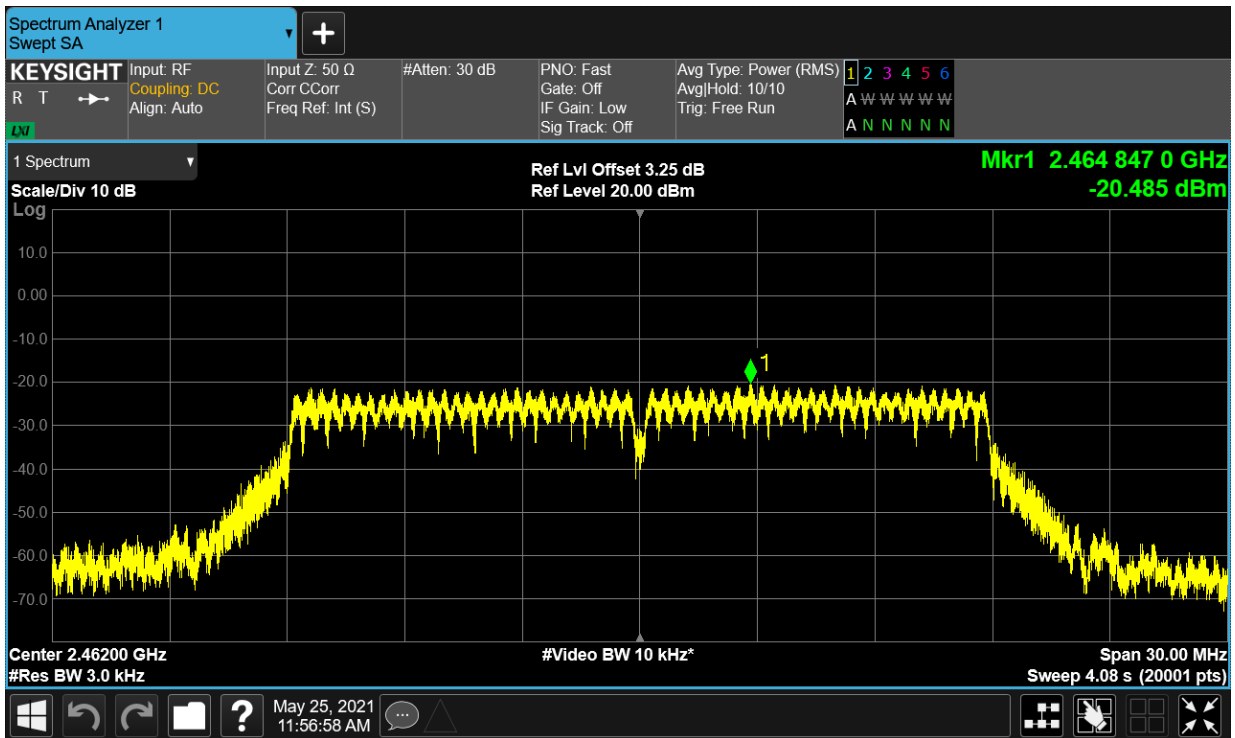 Spectrum Analyzer 1
Swept SA
KEYSIGHT
R T
LXI
Input: RF
Coupling: DC
Align: Auto
Input Z: 50 Ω
Corr CCorr
Freq Ref: Int (S)
#Atten: 30 dB
PNO: Fast
Gate: Off
IF Gain: Low
Sig Track: Off
Avg Type: Power (RMS)
Avg|Hold: 10/10
Trig: Free Run
1 2 3 4 5 6
A W W W W W
A N N N N N
1 Spectrum
Scale/Div 10 dB
Log
Ref Lvl Offset 3.25 dB
Ref Level 20.00 dBm
Mkr1 2.464 847 0 GHz
-20.485 dBm
10.0
0.00
-10.0
1
-20.0
-30.0
-40.0
-50.0
-60.0
-70.0
Center 2.46200 GHz
#Res BW 3.0 kHz
#Video BW 10 kHz*
Span 30.00 MHz
Sweep 4.08 s (20001 pts)
?
May 25, 2021
11:56:58 AM